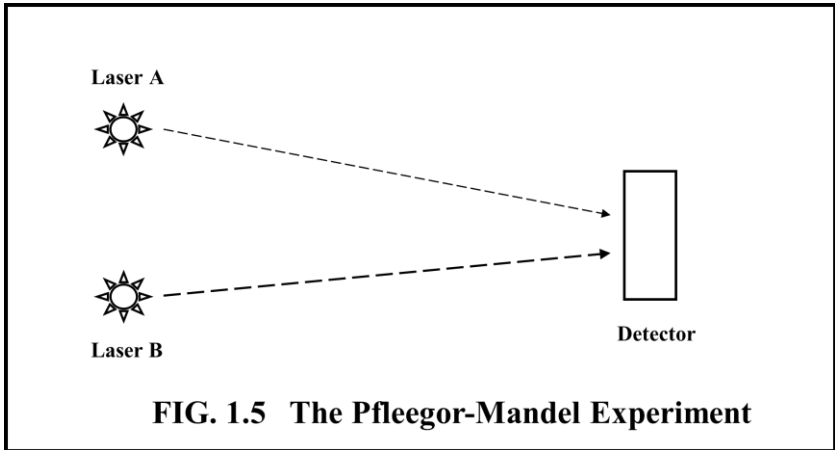 Laser A
Laser B
Detector
FIG. 1.5 The Pfleegor-Mandel Experiment